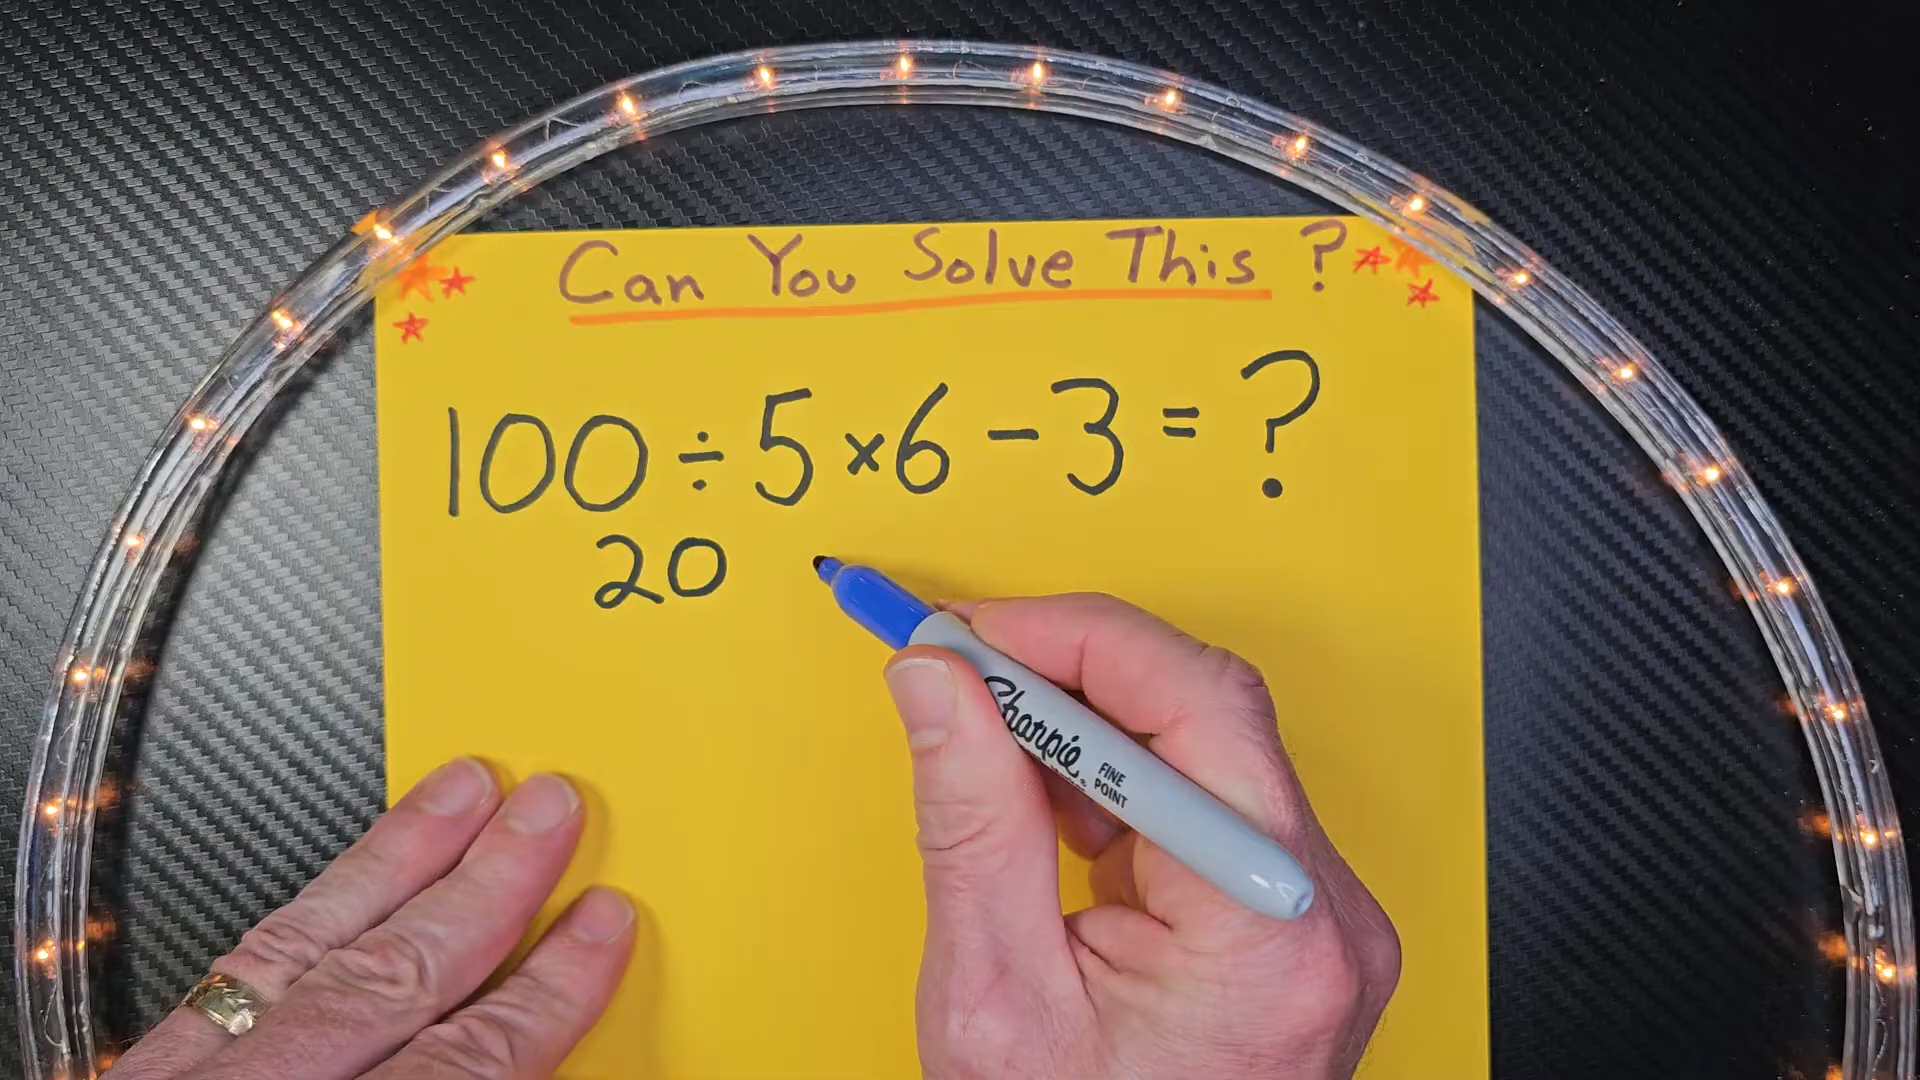 Can You Solve This ?
100 ÷ 5 × 6 - 3 = ?
20
Sharpie
FINE
POINT